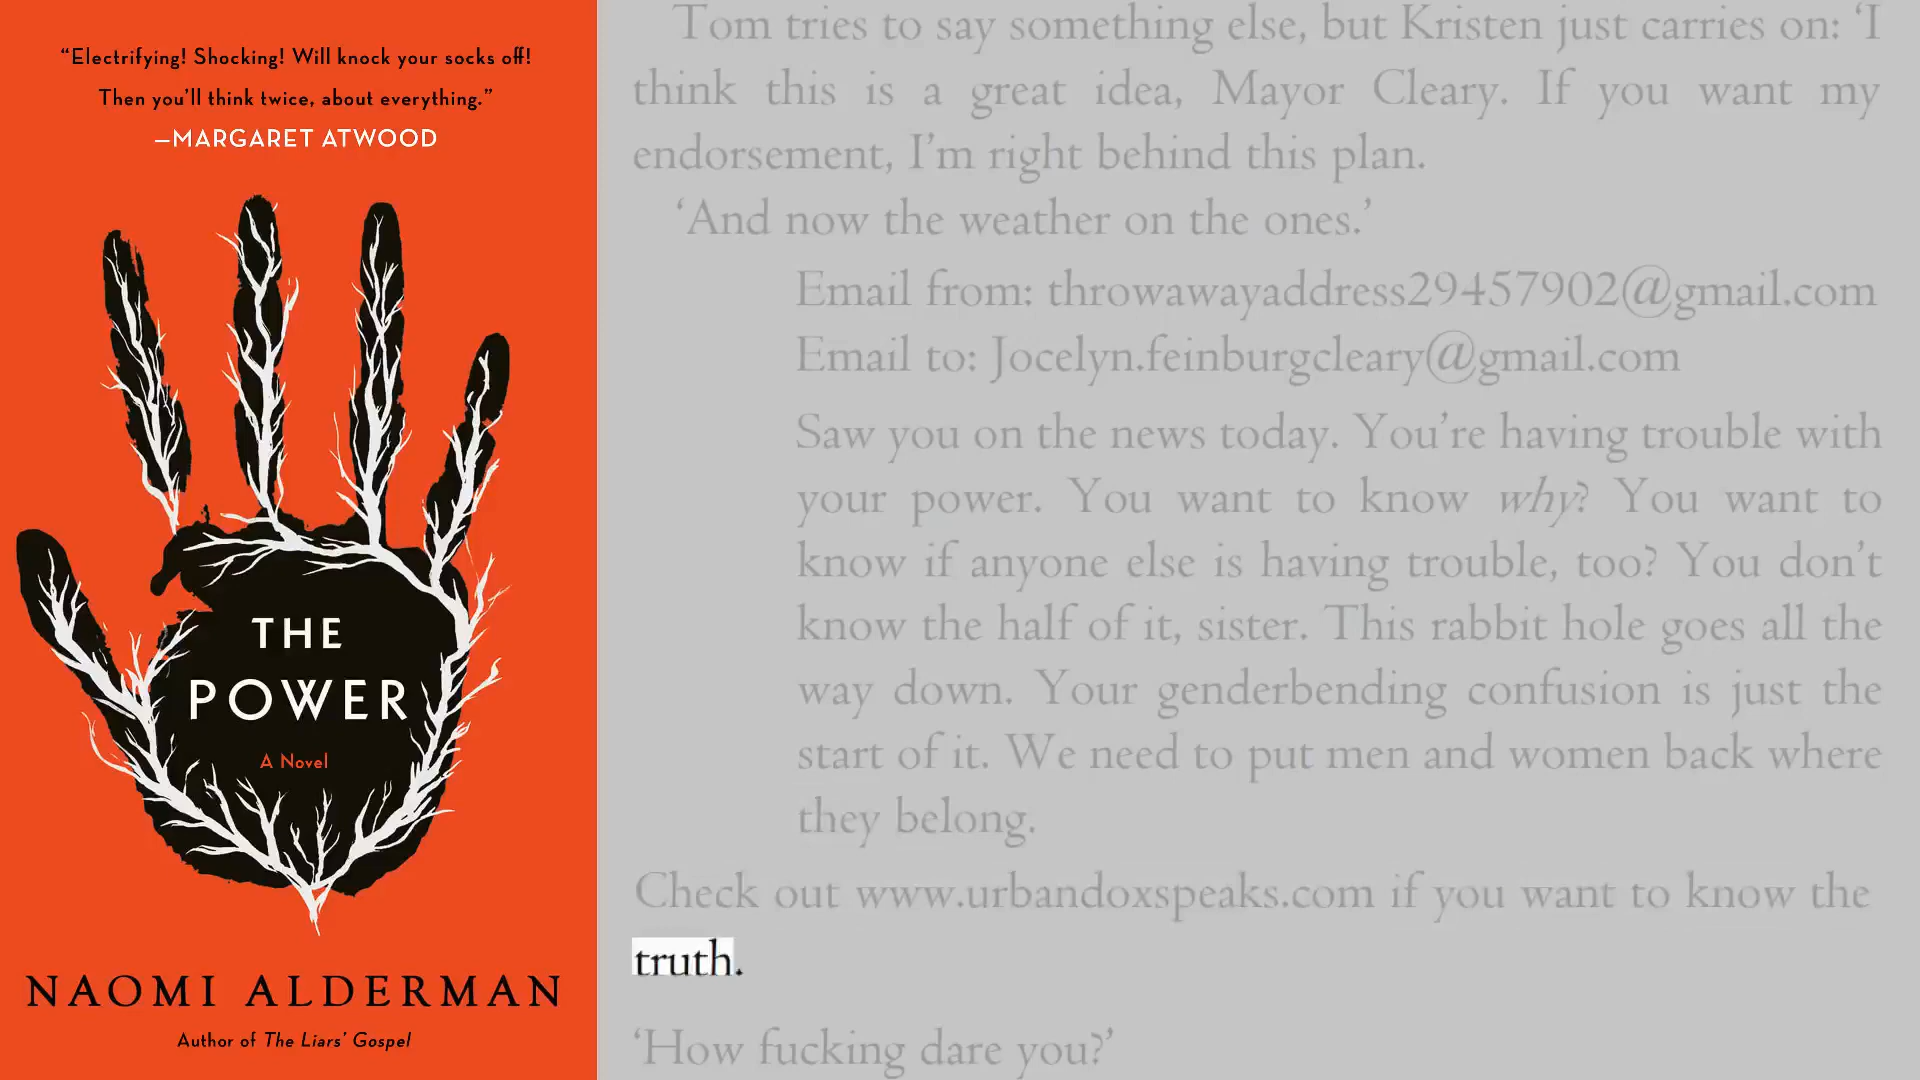 “Electrifying! Shocking! Will knock your socks off!
Then you’ll think twice, about everything.”
—MARGARET ATWOOD
THE
POWER
A Novel
NAOMI ALDERMAN
Author of The Liars’ Gospel
Tom tries to say something else, but Kristen just carries on: ‘I
think this is a great idea, Mayor Cleary. If you want my
endorsement, I’m right behind this plan.
‘And now the weather on the ones.’
Email from: throwawayaddress29457902@gmail.com
Email to: Jocelyn.feinburgcleary@gmail.com
Saw you on the news today. You’re having trouble with
your power. You want to know why? You want to
know if anyone else is having trouble, too? You don’t
know the half of it, sister. This rabbit hole goes all the
way down. Your genderbending confusion is just the
start of it. We need to put men and women back where
they belong.
Check out www.urbandoxspeaks.com if you want to know the
truth.
‘How fucking dare you?’